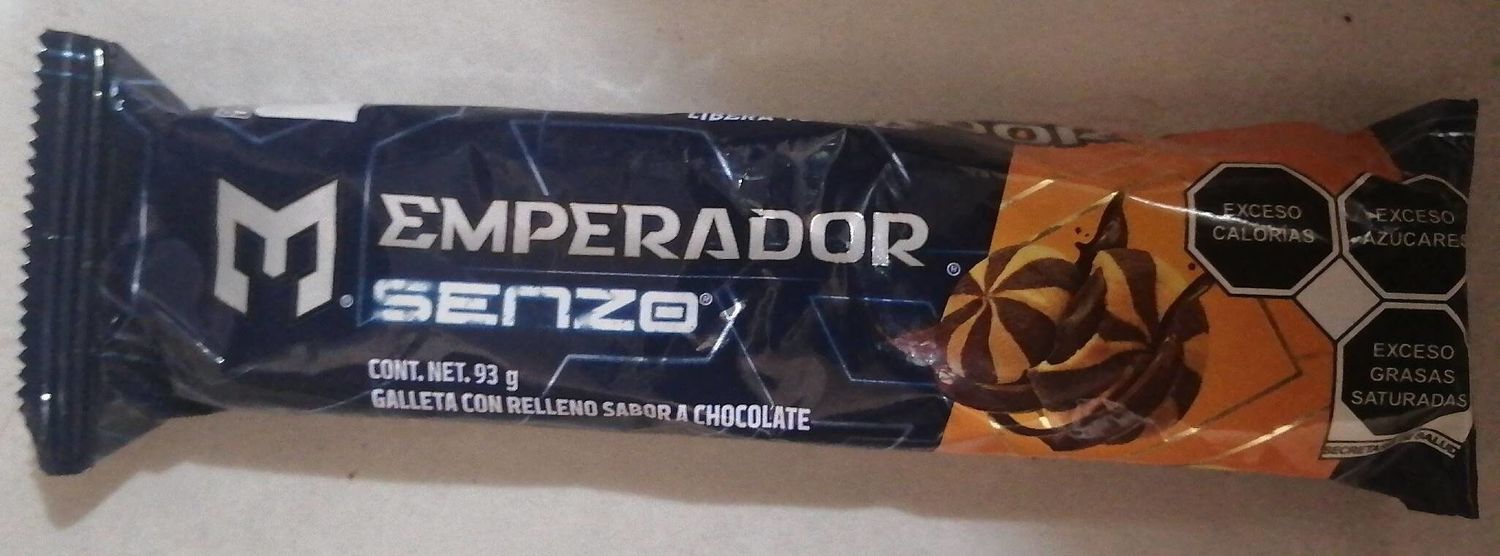 EMPERADOR
SENZO
CONT. NET. 93 g
GALLETA CON RELLENO SABOR A CHOCOLATE
EXCESO
CALORÍAS
EXCESO
AZÚCARES
EXCESO
GRASAS
SATURADAS